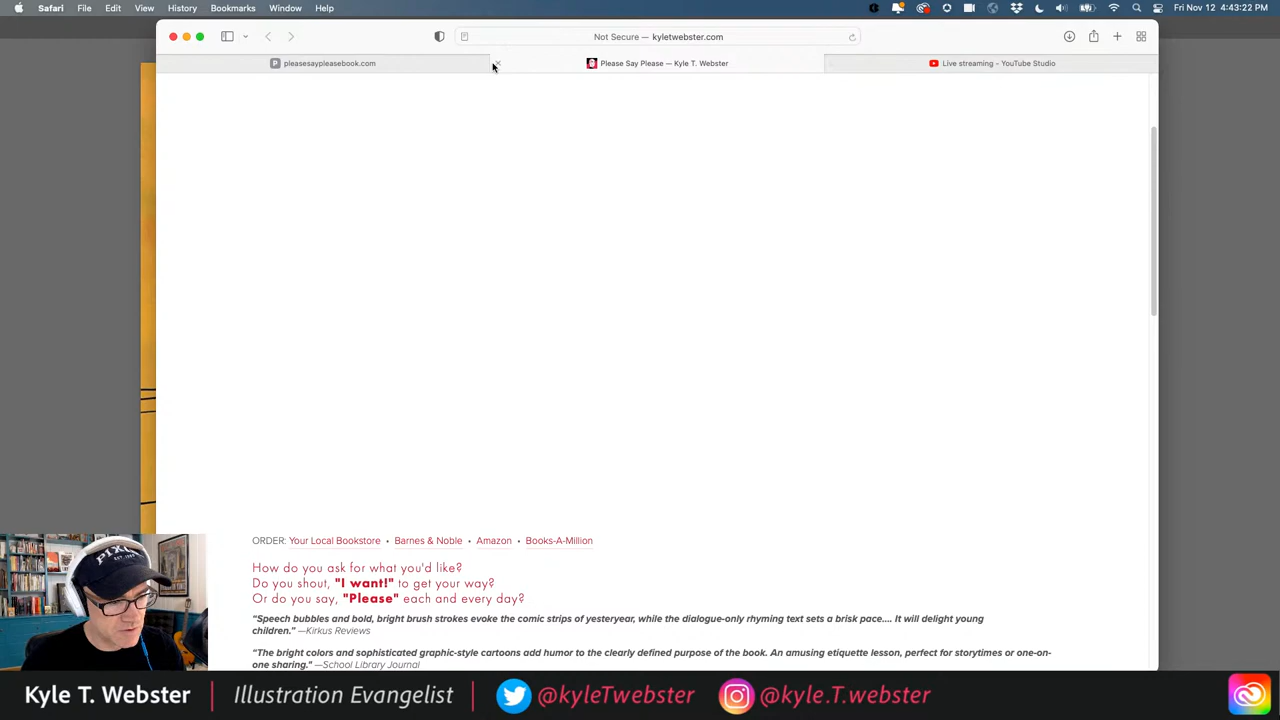 Safari File Edit View History Bookmarks Window Help Fri Nov 12 4:43:22 PM
Not Secure — kyletwebster.com
pleasesaypleasebook.com
Please Say Please — Kyle T. Webster
Live streaming - YouTube Studio
ORDER: Your Local Bookstore • Barnes & Noble • Amazon • Books-A-Million
How do you ask for what you'd like?
Do you shout, "I want!" to get your way?
Or do you say, "Please" each and every day?
"Speech bubbles and bold, bright brush strokes evoke the comic strips of yesteryear, while the dialogue-only rhyming text sets a brisk pace.... It will delight young
children." —Kirkus Reviews
"The bright colors and sophisticated graphic-style cartoons add humor to the clearly defined purpose of the book. An amusing etiquette lesson, perfect for storytimes or one-on-
one sharing." —School Library Journal
PIXAR
Kyle T. Webster | Illustration Evangelist | @kyleTwebster | @kyle.T.webster